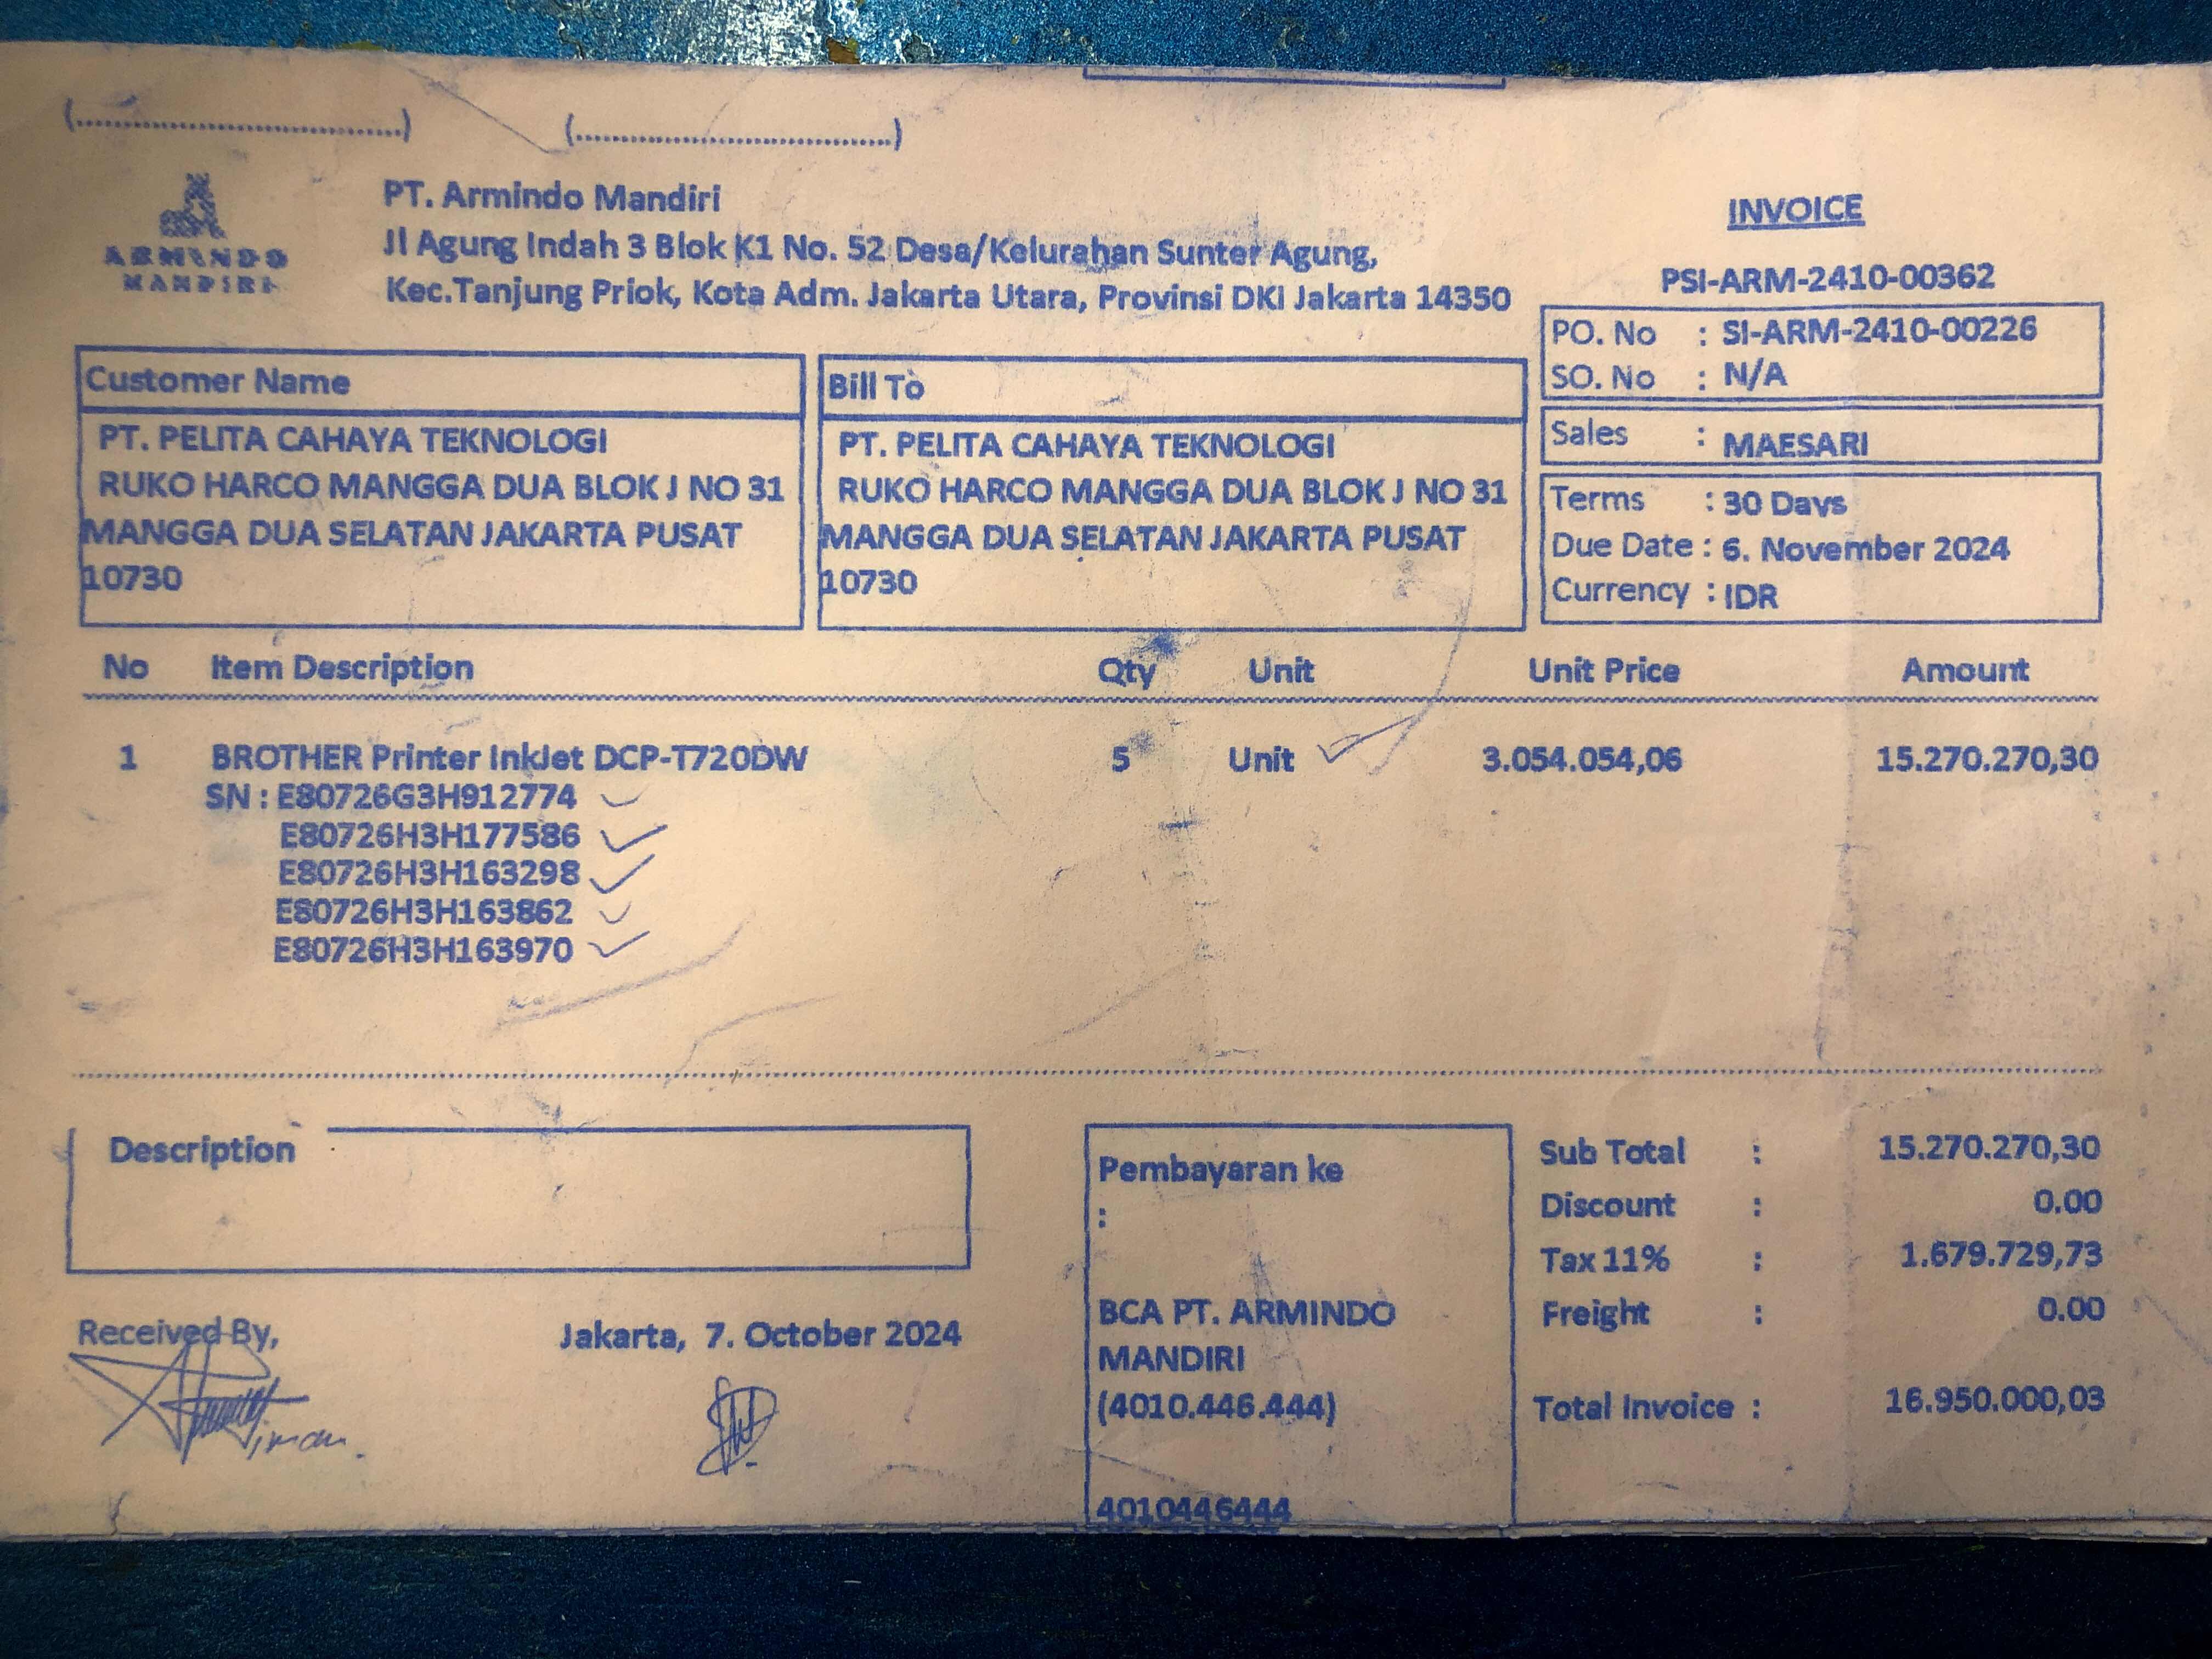 (................................)
(................................)
ARMINDO
MANDIRI
PT. Armindo Mandiri
Jl Agung Indah 3 Blok K1 No. 52 Desa/Kelurahan Sunter Agung,
Kec.Tanjung Priok, Kota Adm. Jakarta Utara, Provinsi DKI Jakarta 14350
INVOICE
PSI-ARM-2410-00362
PO. No : SI-ARM-2410-00226
SO. No : N/A
Sales : MAESARI
Terms : 30 Days
Due Date : 6. November 2024
Currency : IDR
Customer Name
PT. PELITA CAHAYA TEKNOLOGI
RUKO HARCO MANGGA DUA BLOK J NO 31
MANGGA DUA SELATAN JAKARTA PUSAT
10730
Bill To
PT. PELITA CAHAYA TEKNOLOGI
RUKO HARCO MANGGA DUA BLOK J NO 31
MANGGA DUA SELATAN JAKARTA PUSAT
10730
No Item Description Qty Unit Unit Price Amount
1 BROTHER Printer InkJet DCP-T720DW 5 Unit 3.054.054,06 15.270.270,30
SN : E80726G3H912774
E80726H3H177586
E80726H3H163298
E80726H3H163862
E80726H3H163970
Description
Received By,
Jakarta, 7. October 2024
Pembayaran ke
:
BCA PT. ARMINDO
MANDIRI
(4010.446.444)
4010446444
Sub Total : 15.270.270,30
Discount : 0.00
Tax 11% : 1.679.729,73
Freight : 0.00
Total Invoice : 16.950.000,03